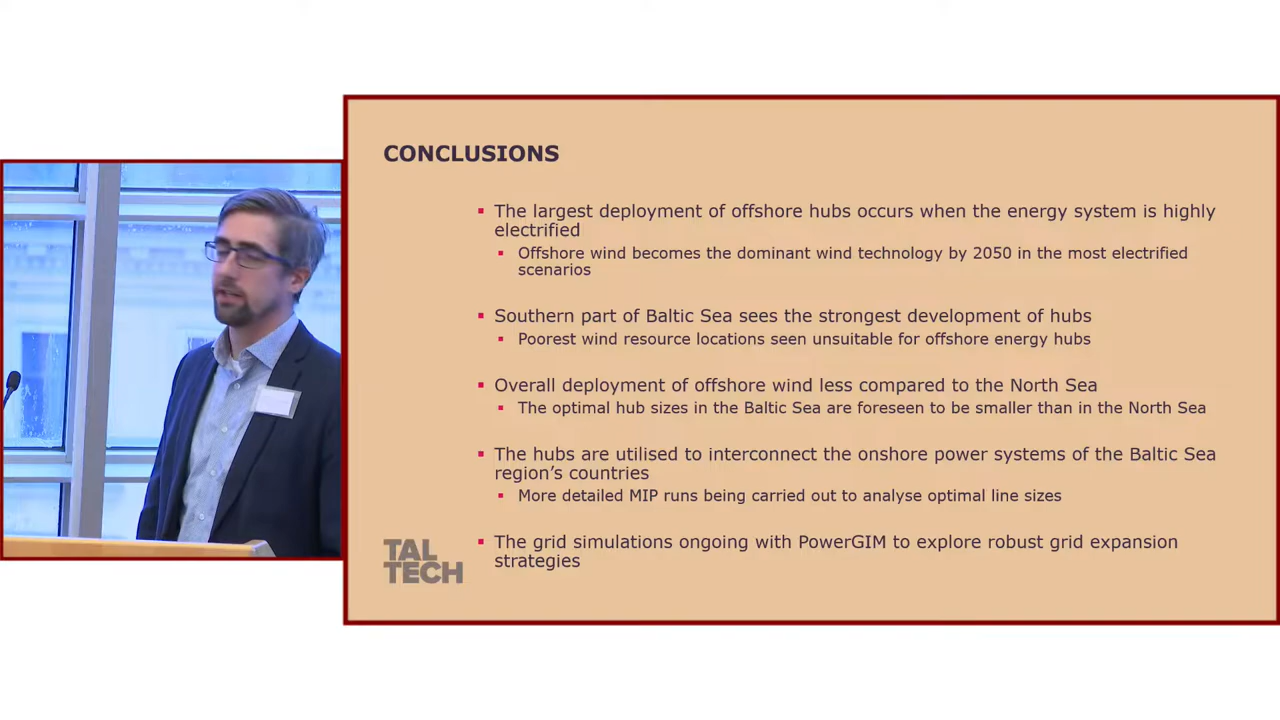 CONCLUSIONS
▪ The largest deployment of offshore hubs occurs when the energy system is highly
electrified
▪ Offshore wind becomes the dominant wind technology by 2050 in the most electrified
scenarios
▪ Southern part of Baltic Sea sees the strongest development of hubs
▪ Poorest wind resource locations seen unsuitable for offshore energy hubs
▪ Overall deployment of offshore wind less compared to the North Sea
▪ The optimal hub sizes in the Baltic Sea are foreseen to be smaller than in the North Sea
▪ The hubs are utilised to interconnect the onshore power systems of the Baltic Sea
region’s countries
▪ More detailed MIP runs being carried out to analyse optimal line sizes
▪ The grid simulations ongoing with PowerGIM to explore robust grid expansion
strategies
TAL
TECH